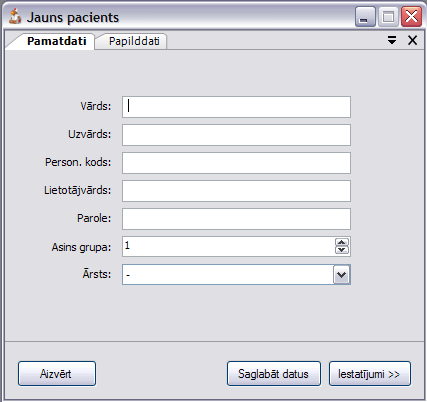 Jauns pacients
Pamatdati Papilddati
Vārds:
Uzvārds:
Person. kods:
Lietotājvārds:
Parole:
Asins grupa: 1
Ārsts: -
Aizvērt Saglabāt datus Iestatījumi >>